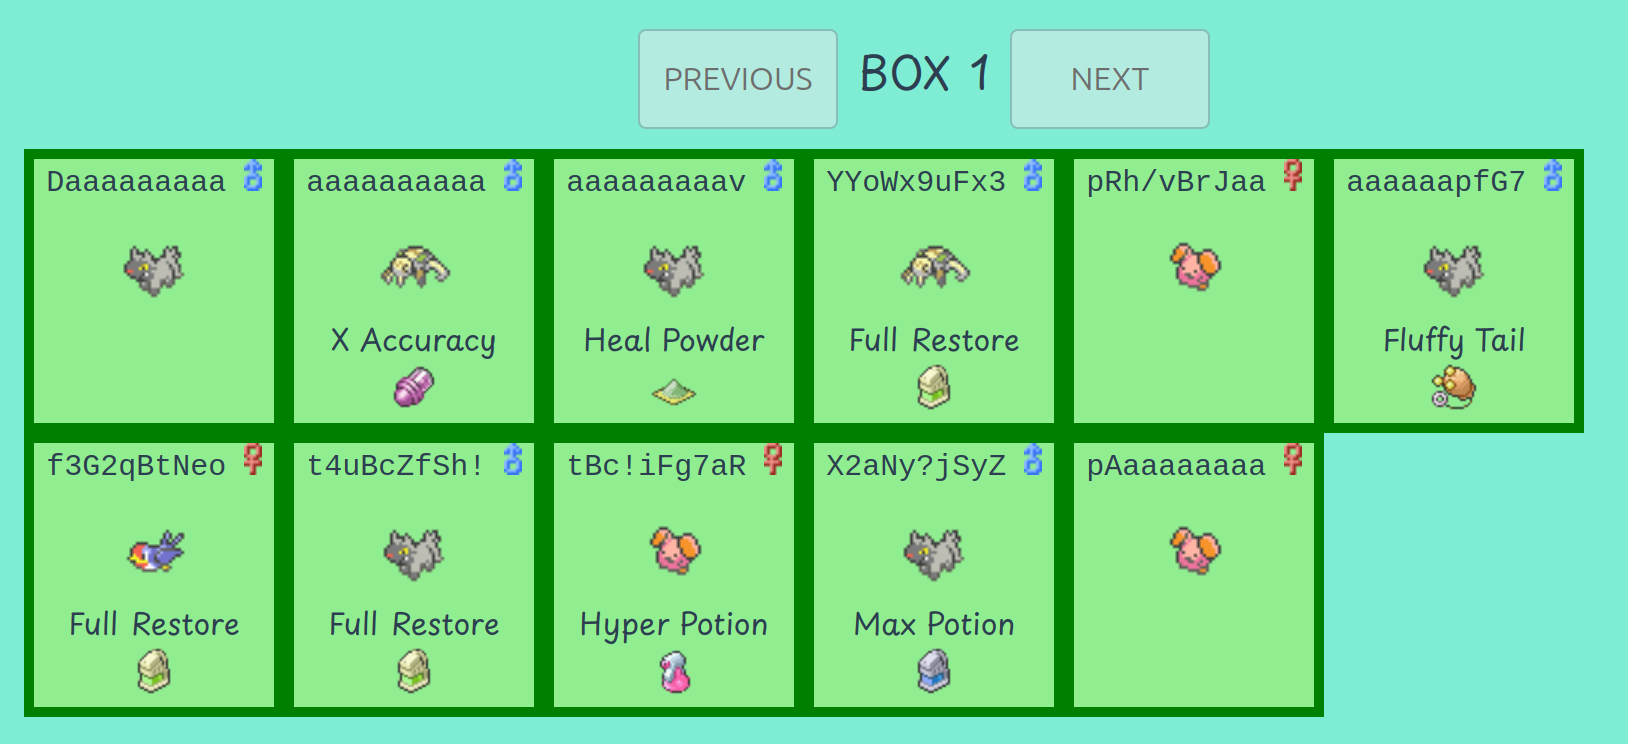 PREVIOUS BOX 1 NEXT
Daaaaaaaaa ♂ aaaaaaaaaa ♂ aaaaaaaaav ♂ YYoWx9uFx3 ♂ pRh/vBrJaa ♀ aaaaaapfG7 ♂
X Accuracy Heal Powder Full Restore Fluffy Tail
f3G2qBtNeo ♀ t4uBcZfSh! ♂ tBc!iFg7aR ♀ X2aNy?jSyZ ♂ pAaaaaaaaa ♀
Full Restore Full Restore Hyper Potion Max Potion